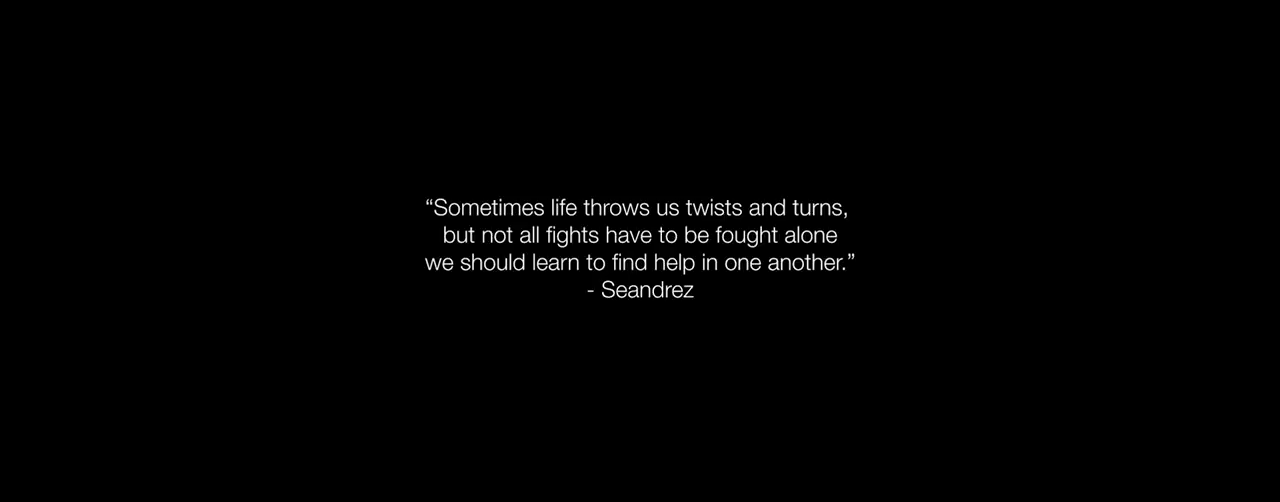 “Sometimes life throws us twists and turns,
but not all fights have to be fought alone
we should learn to find help in one another.”
- Seandrez